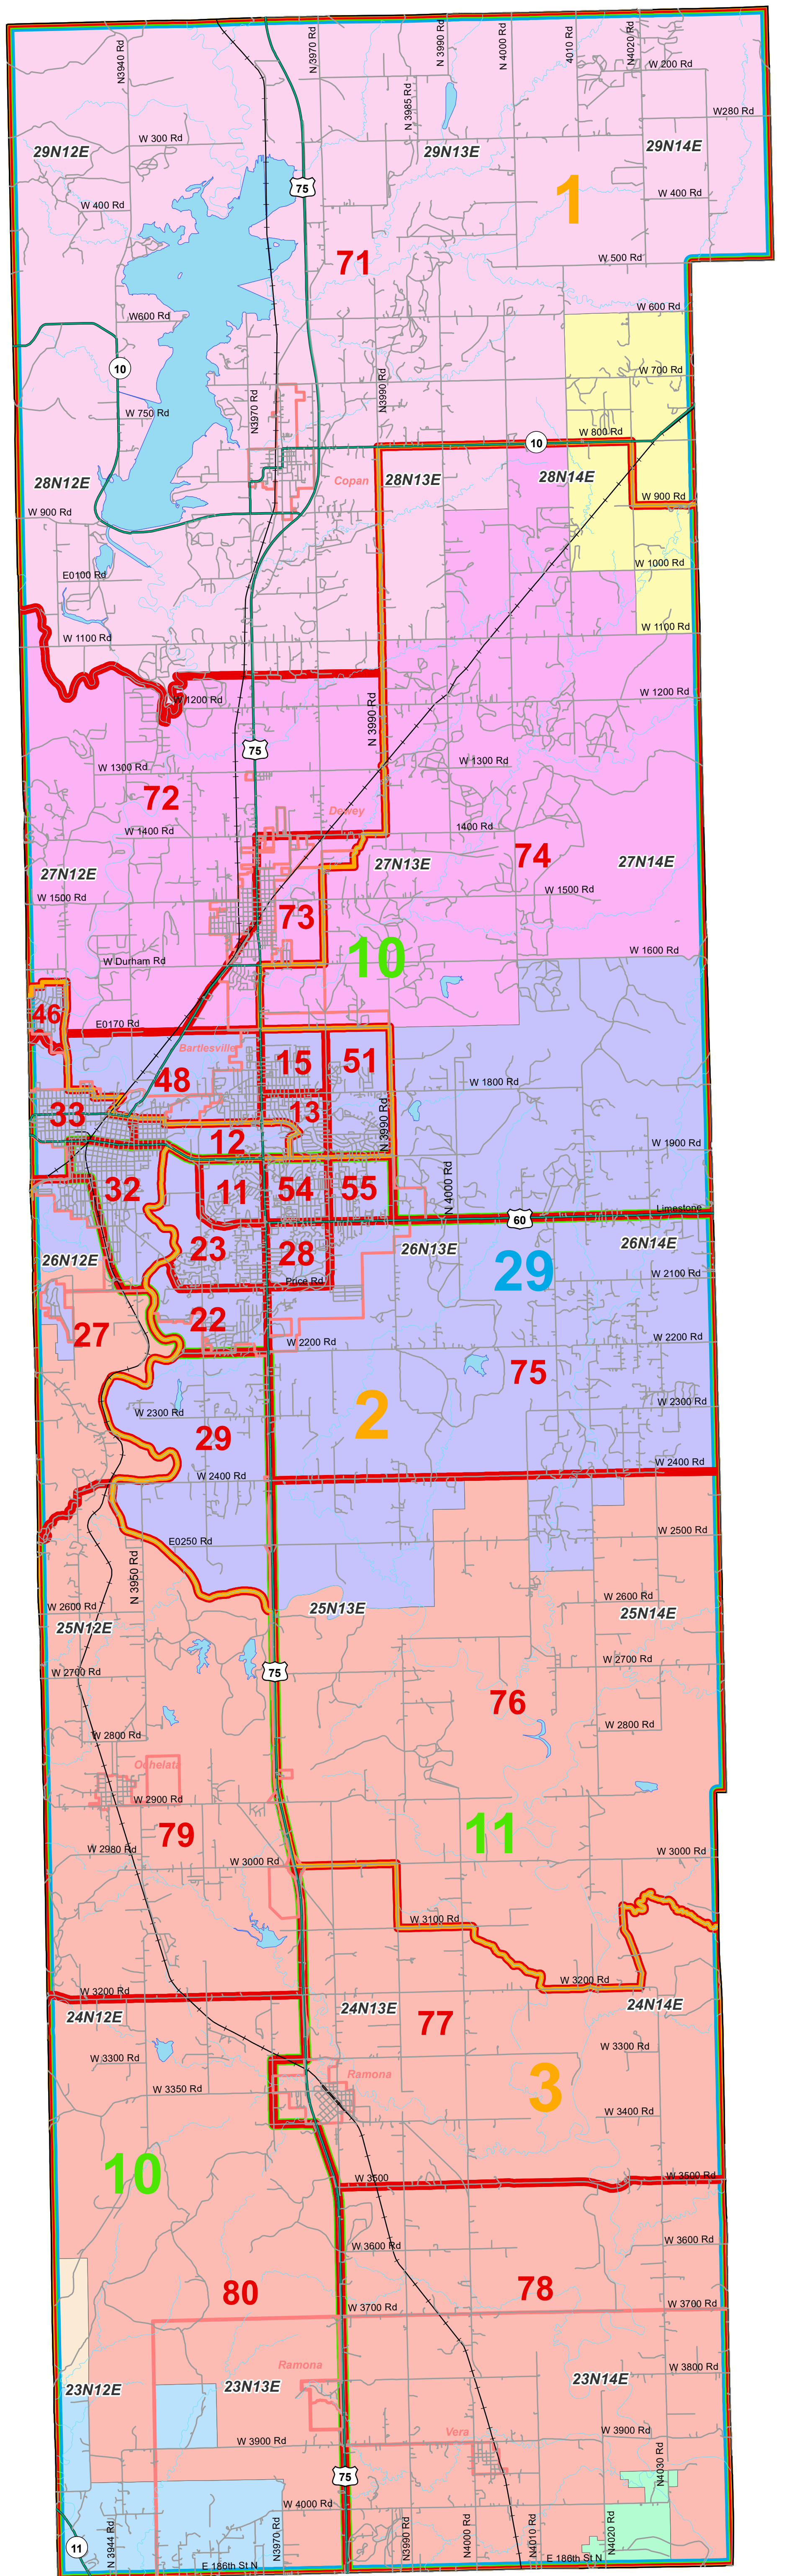 N3940 Rd
N 3970 Rd
N 3985 Rd
N 3990 Rd
N 4000 Rd
4010 Rd
N4020 Rd
W 200 Rd
W280 Rd
W 300 Rd
29N12E
29N13E
29N14E
75
1
W 400 Rd
W 400 Rd
71
W 500 Rd
W600 Rd
W 600 Rd
10
W 700 Rd
W 750 Rd
N3970 Rd
N3990 Rd
W 800 Rd
10
28N12E
Copan
28N13E
28N14E
W 900 Rd
W 900 Rd
E0100 Rd
W 1000 Rd
W 1100 Rd
W 1100 Rd
W 1200 Rd
W 1200 Rd
N 3990 Rd
75
W 1300 Rd
W 1300 Rd
72
Dewey
W 1400 Rd
1400 Rd
74
27N12E
27N13E
27N14E
W 1500 Rd
W 1500 Rd
73
10
W Durham Rd
W 1600 Rd
46
E0170 Rd
Bartlesville
15
51
48
W 1800 Rd
33
13
N 3990 Rd
12
W 1900 Rd
32
11
54
55
N 4000 Rd
60
Limestone
23
28
26N12E
26N13E
26N14E
29
Price Rd
W 2100 Rd
22
27
W 2200 Rd
W 2200 Rd
75
W 2300 Rd
2
W 2300 Rd
29
W 2400 Rd
W 2400 Rd
E0250 Rd
W 2500 Rd
N 3950 Rd
W 2600 Rd
W 2600 Rd
25N12E
25N13E
25N14E
W 2700 Rd
75
W 2700 Rd
76
W 2800 Rd
W 2800 Rd
Ochelata
W 2900 Rd
79
11
W 2980 Rd
W 3000 Rd
W 3000 Rd
W 3100 Rd
W 3200 Rd
W 3200 Rd
24N12E
24N13E
24N14E
77
W 3300 Rd
W 3300 Rd
Ramona
3
W 3350 Rd
W 3400 Rd
10
W 3500
W 3500 Rd
W 3600 Rd
W 3600 Rd
80
78
W 3700 Rd
W 3700 Rd
Ramona
W 3800 Rd
23N12E
23N13E
23N14E
Vera
W 3900 Rd
W 3900 Rd
75
N4030 Rd
W 4000 Rd
11
N 3944 Rd
N3970 Rd
N3990 Rd
N4000 Rd
N4010 Rd
N4020 Rd
E 186th St N
E 186th St N